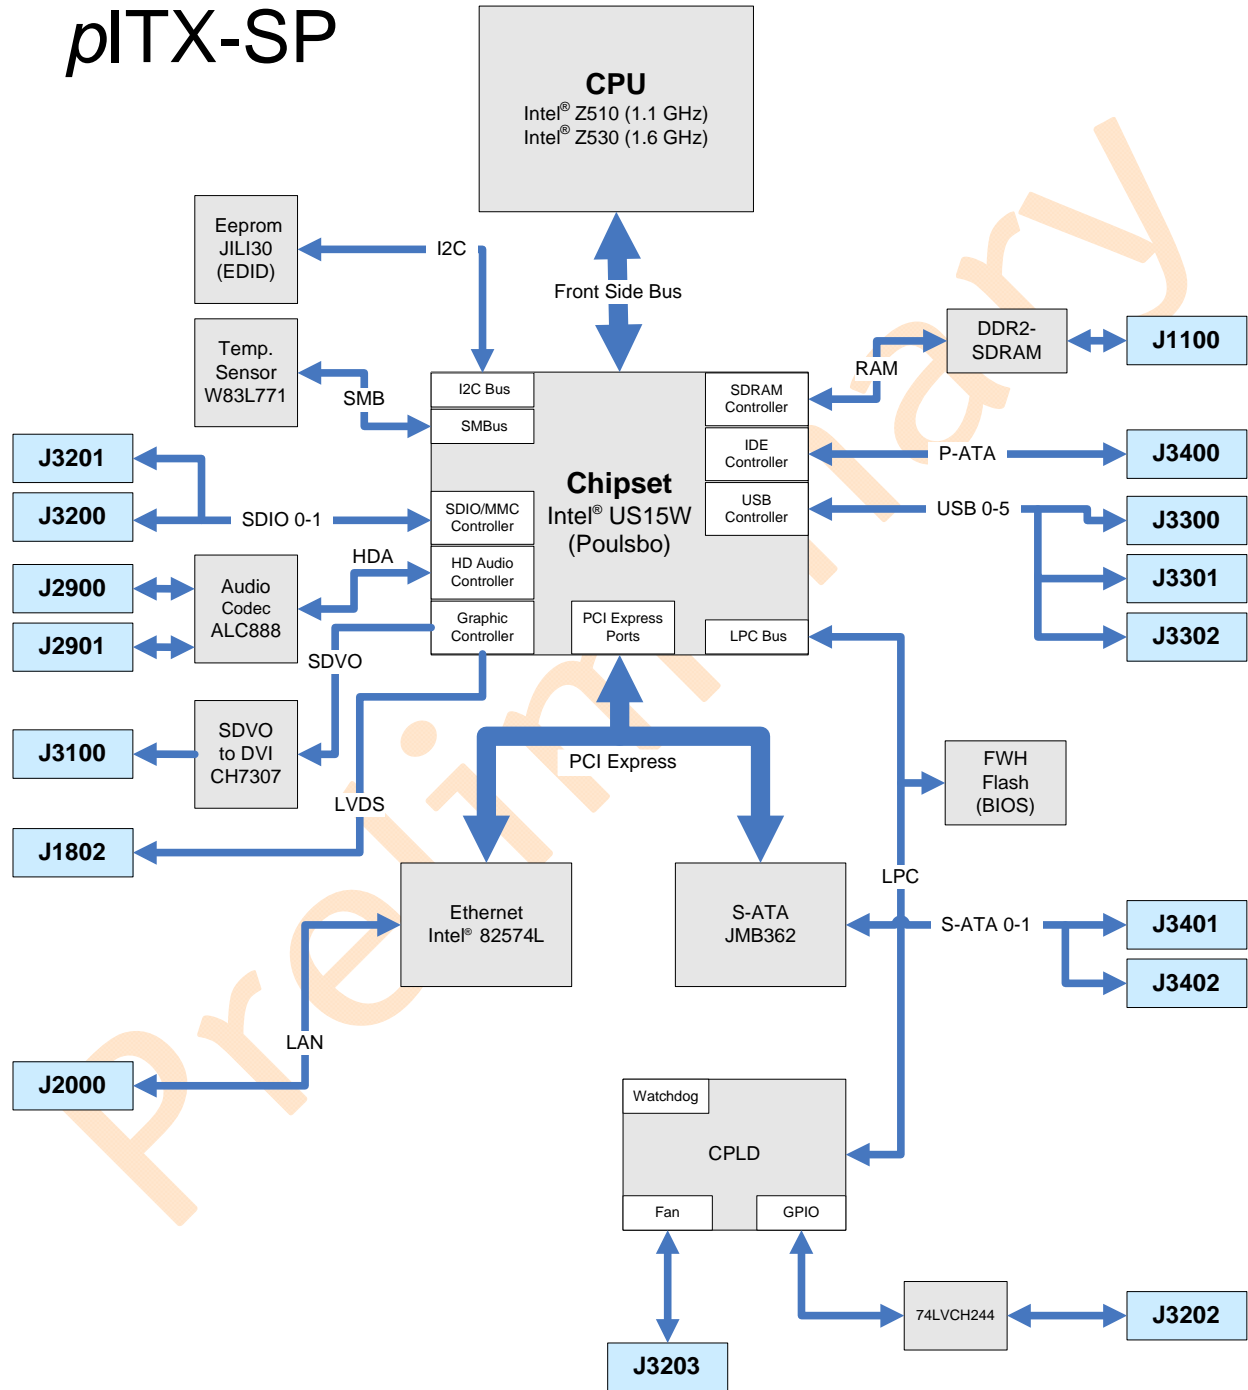 pITX-SP
CPU
Intel® Z510 (1.1 GHz)
Intel® Z530 (1.6 GHz)
Eeprom
JILI30
(EDID)
I2C
Front Side Bus
Temp.
Sensor
W83L771
SMB
DDR2-
SDRAM
J1100
RAM
I2C Bus
SMBus
SDRAM
Controller
IDE
Controller
P-ATA
J3400
J3201
J3200
SDIO 0-1
SDIO/MMC
Controller
Chipset
Intel® US15W
(Poulsbo)
USB
Controller
USB 0-5
J3300
J3301
J3302
HDA
HD Audio
Controller
J2900
J2901
Audio
Codec
ALC888
Graphic
Controller
PCI Express
Ports
LPC Bus
SDVO
J3100
SDVO
to DVI
CH7307
PCI Express
FWH
Flash
(BIOS)
LVDS
J1802
LPC
Ethernet
Intel® 82574L
S-ATA
JMB362
S-ATA 0-1
J3401
J3402
LAN
J2000
Watchdog
CPLD
Fan
GPIO
74LVCH244
J3202
J3203
Preliminary